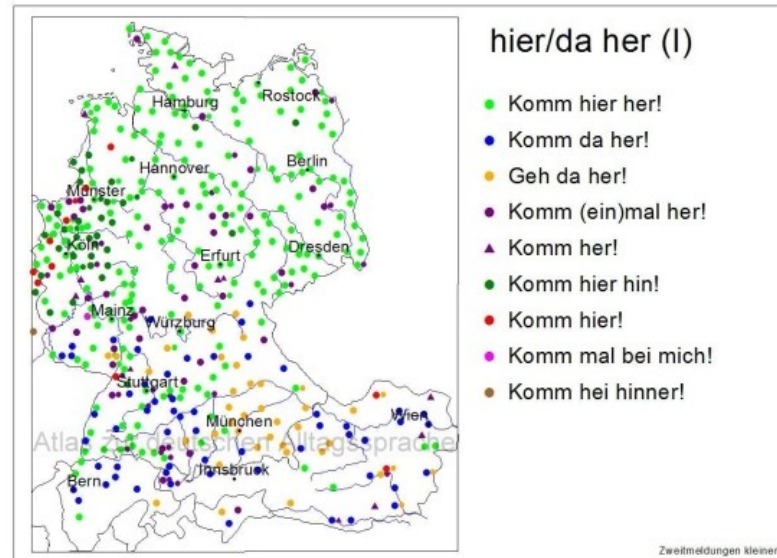 hier/da her (I)
Komm hier her!
Komm da her!
Geh da her!
Komm (ein)mal her!
Komm her!
Komm hier hin!
Komm hier!
Komm mal bei mich!
Komm hei hinner!
Hamburg
Rostock
Hannover
Berlin
Münster
Köln
Erfurt
Dresden
Mainz
Würzburg
Stuttgart
München
Wien
Atlas zur deutschen Alltagssprache
Bern
Innsbruck
Zweitmeldungen kleiner